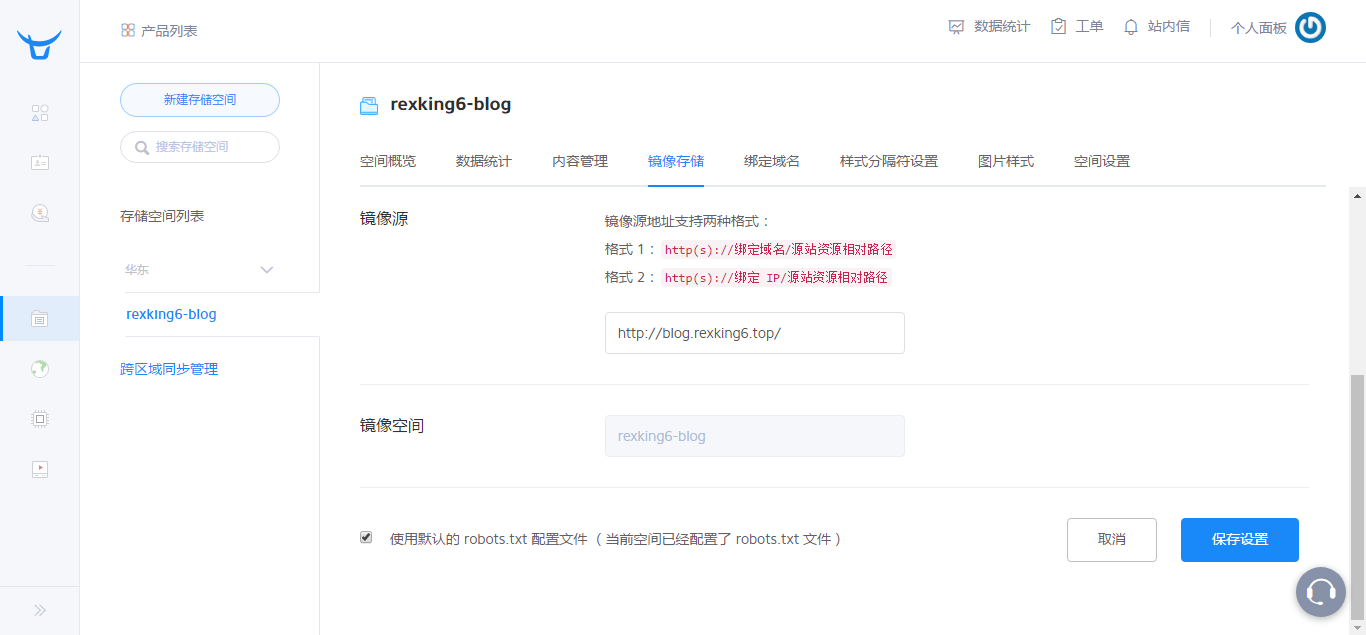 产品列表
数据统计 工单 站内信 个人面板
新建存储空间
搜索存储空间
存储空间列表
华东
rexking6-blog
跨区域同步管理
rexking6-blog
空间概览 数据统计 内容管理 镜像存储 绑定域名 样式分隔符设置 图片样式 空间设置
镜像源
镜像源地址支持两种格式：
格式 1： http(s)://绑定域名/源站资源相对路径
格式 2： http(s)://绑定 IP/源站资源相对路径
http://blog.rexking6.top/
镜像空间
rexking6-blog
使用默认的 robots.txt 配置文件 （当前空间已经配置了 robots.txt 文件）
取消 保存设置